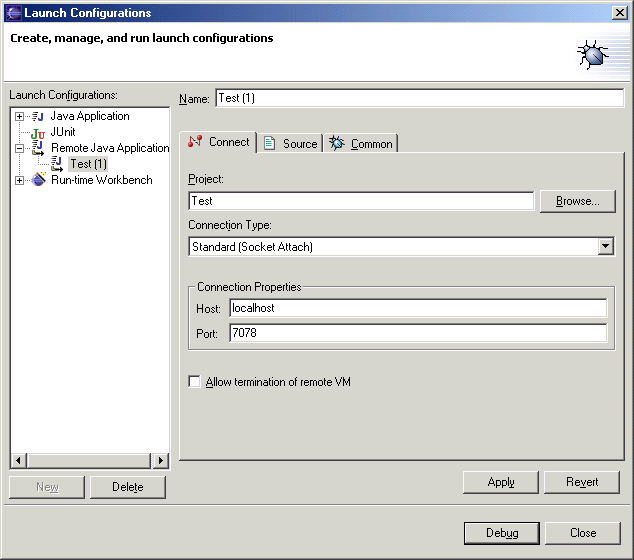 Launch Configurations
Create, manage, and run launch configurations
Launch Configurations:
Java Application
JUnit
Remote Java Application
Test (1)
Run-time Workbench
New
Delete
Name: Test (1)
Connect Source Common
Project:
Test Browse...
Connection Type:
Standard (Socket Attach)
Connection Properties
Host: localhost
Port: 7078
Allow termination of remote VM
Apply Revert
Debug Close